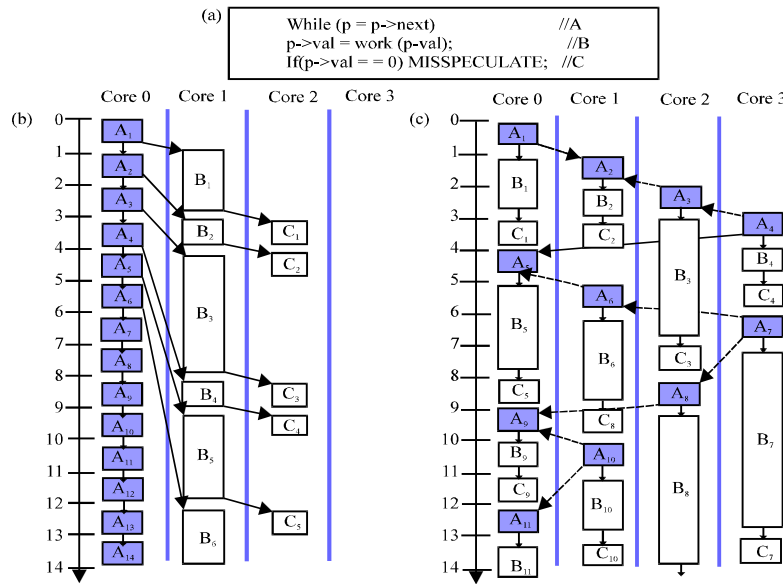 (a)
While (p = p->next) //A
p->val = work (p-val); //B
If(p->val = = 0) MISSPECULATE; //C
(b)
Core 0 Core 1 Core 2 Core 3
0
1
2
3
4
5
6
7
8
9
10
11
12
13
14
A1
A2
A3
A4
A5
A6
A7
A8
A9
A10
A11
A12
A13
A14
B1
B2
B3
B4
B5
B6
C1
C2
C3
C4
C5
(c)
Core 0 Core 1 Core 2 Core 3
0
1
2
3
4
5
6
7
8
9
10
11
12
13
14
A1
B1
C1
A5
B5
C5
A9
B9
C9
A11
B11
A2
B2
C2
A6
B6
C8
A10
B10
C10
A3
B3
C3
A8
B8
A4
B4
C4
A7
B7
C7